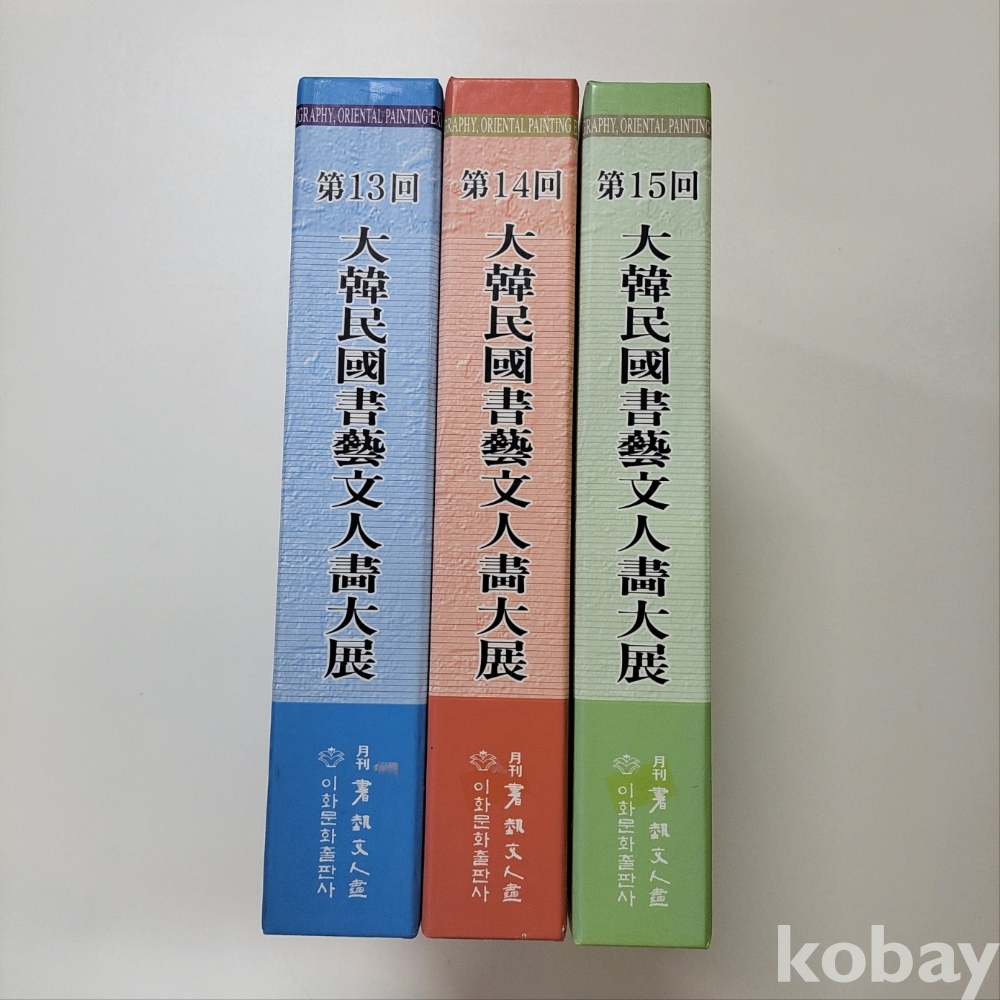 GRAPHY, ORIENTAL PAINTING EX
第13回
大韓民國書藝文人畵大展
月刊 書藝文人畵
이화문화출판사
RAPHY, ORIENTAL PAINTING E
第14回
大韓民國書藝文人畵大展
月刊 書藝文人畵
이화문화출판사
GRAPHY, ORIENTAL PAINTING
第15回
大韓民國書藝文人畵大展
月刊 書藝文人畵
이화문화출판사
kobay